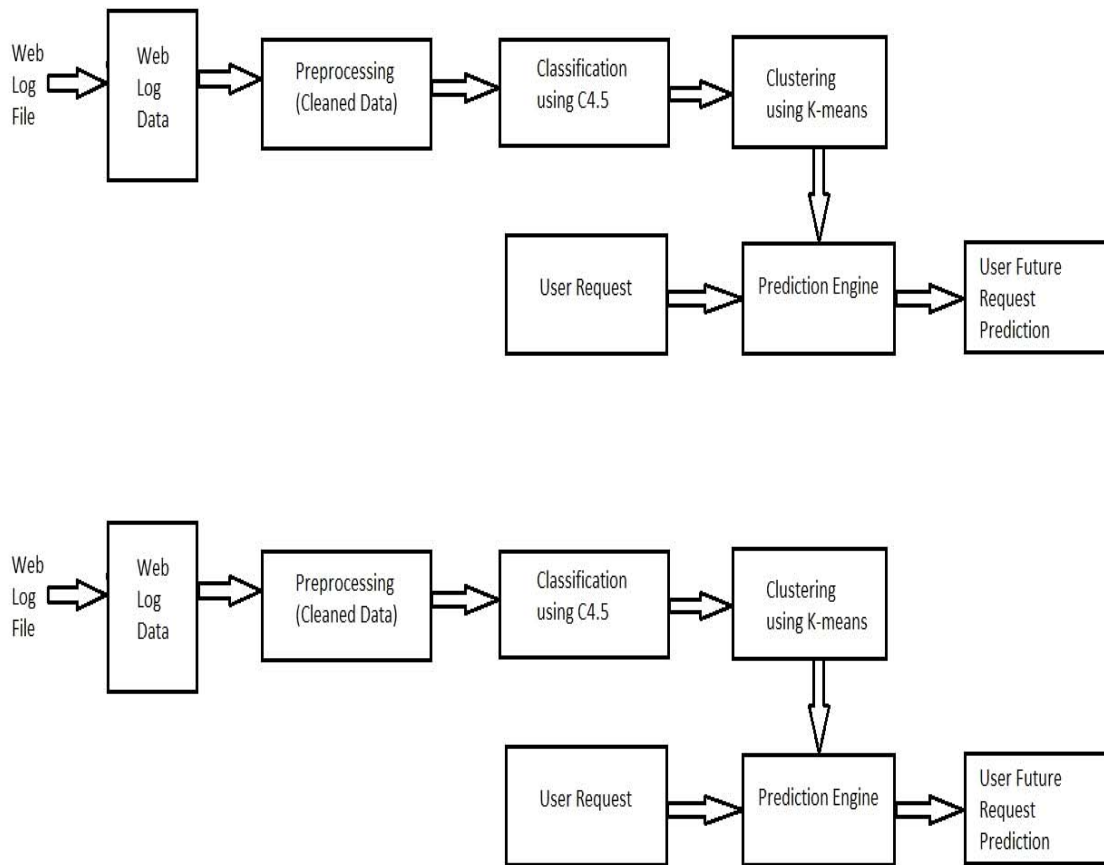 Web
Log
File
Web
Log
Data
Preprocessing
(Cleaned Data)
Classification
using C4.5
Clustering
using K-means
User Request
Prediction Engine
User Future
Request
Prediction
Web
Log
File
Web
Log
Data
Preprocessing
(Cleaned Data)
Classification
using C4.5
Clustering
using K-means
User Request
Prediction Engine
User Future
Request
Prediction